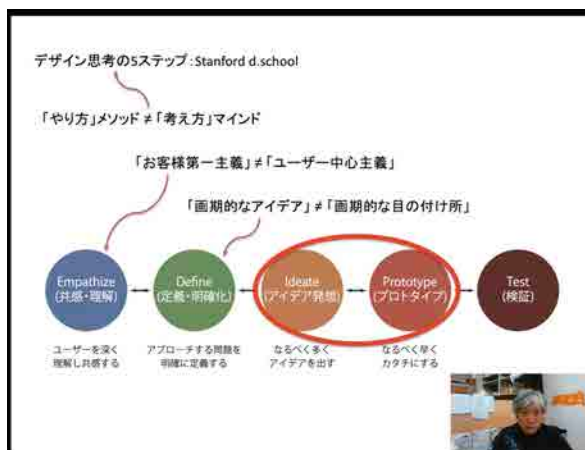 デザイン思考の5ステップ：Stanford d.school
「やり方」メソッド ≠ 「考え方」マインド
「お客様第一主義」≠「ユーザー中心主義」
「画期的なアイデア」≠「画期的な目の付け所」
Empathize
(共感・理解)
Define
(定義・明確化)
Ideate
(アイデア発想)
Prototype
(プロトタイプ)
Test
(検証)
ユーザーを深く
理解し共感する
アプローチする問題を
明確に定義する
なるべく多く
アイデアを出す
なるべく早く
カタチにする